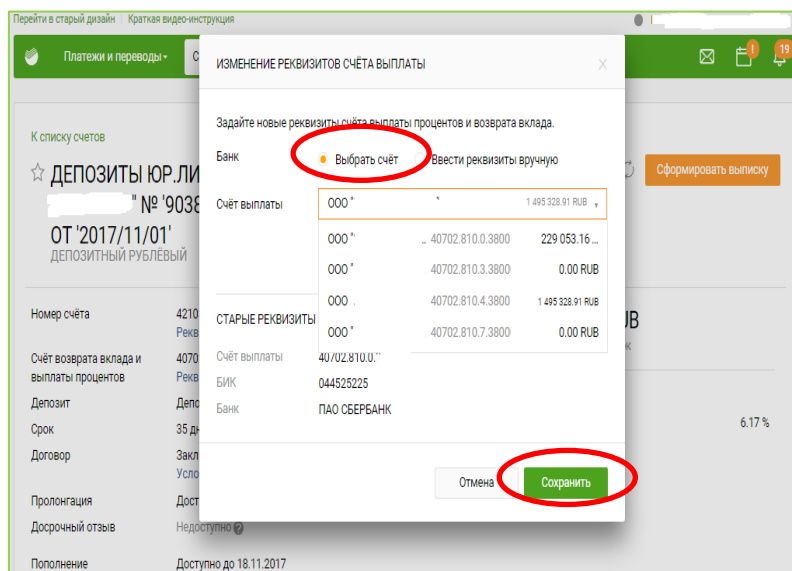 Перейти в старый дизайн | Краткая видео-инструкция
Платежи и переводы
19
К списку счетов
ДЕПОЗИТЫ ЮР.ЛИ
" № '9038
ОТ '2017/11/01'
ДЕПОЗИТНЫЙ РУБЛЁВЫЙ
Сформировать выписку
Номер счёта 4210
Рекв
Счёт возврата вклада и 4070
выплаты процентов Рекв
Депозит Депо
Срок 35 дн
6.17 %
Договор Закл
Усло
Пролонгация Дост
Досрочный отзыв Недоступно
Пополнение Доступно до 18.11.2017
ИЗМЕНЕНИЕ РЕКВИЗИТОВ СЧЁТА ВЫПЛАТЫ X
Задайте новые реквизиты счёта выплаты процентов и возврата вклада.
Банк Выбрать счёт Ввести реквизиты вручную
Счёт выплаты ООО " " 1 495 328.91 RUB
ООО " ... 40702.810.0.3800 229 053.16 ...
ООО " 40702.810.3.3800 0.00 RUB
ООО 40702.810.4.3800 1 495 328.91 RUB
ООО " 40702.810.7.3800 0.00 RUB
СТАРЫЕ РЕКВИЗИТЫ
Счёт выплаты 40702.810.0.
БИК 044525225
Банк ПАО СБЕРБАНК
Отмена Сохранить